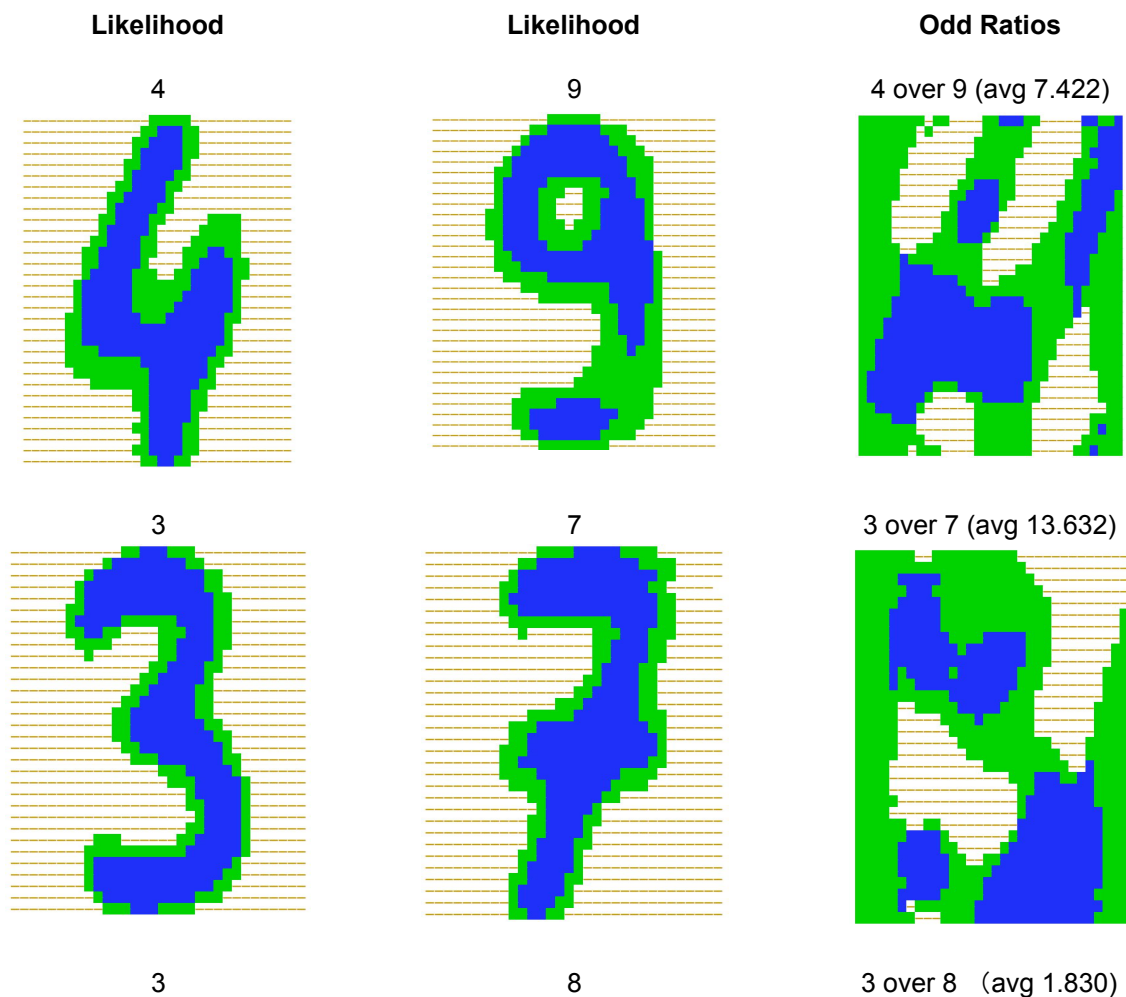 Likelihood Likelihood Odd Ratios
4 9 4 over 9 (avg 7.422)
3 7 3 over 7 (avg 13.632)
3 8 3 over 8 （avg 1.830)